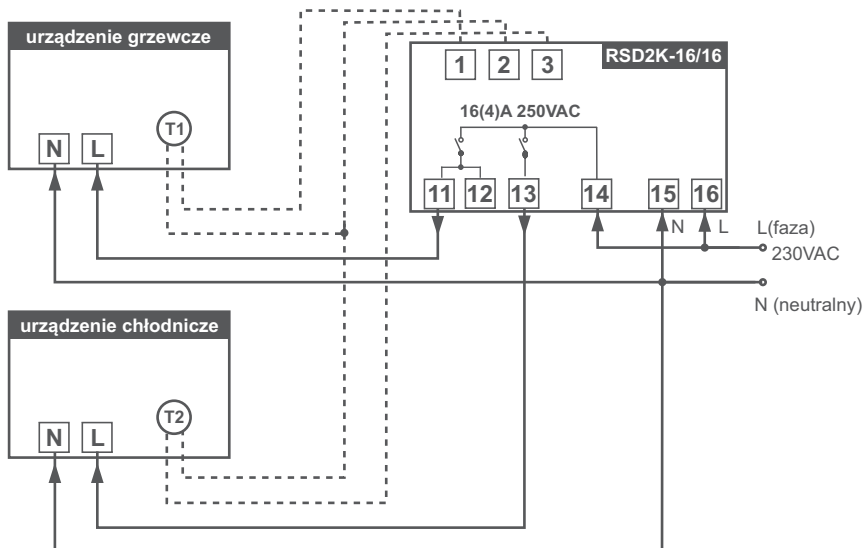 urządzenie grzewcze
T1
N L
RSD2K-16/16
1 2 3
16(4)A 250VAC
11 12 13 14 15 16
N L
L(faza)
230VAC
N (neutralny)
urządzenie chłodnicze
T2
N L